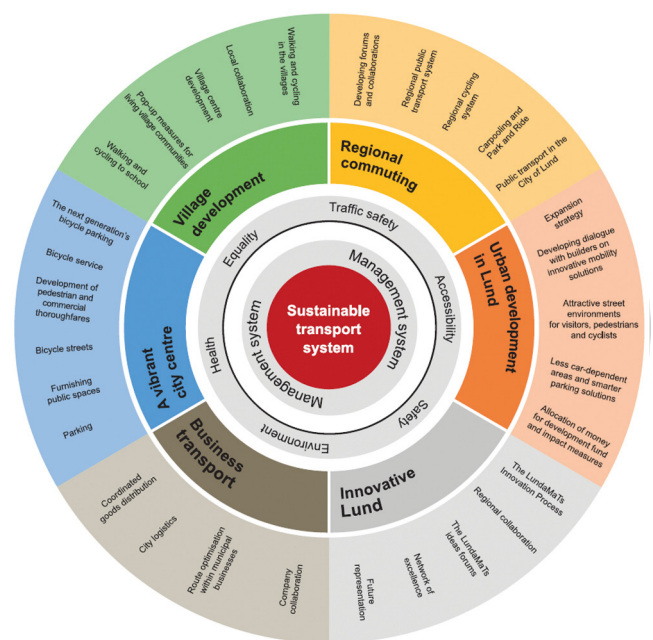 Sustainable
transport
system
Management system
Management system
Traffic safety
Accessibility
Safety
Environment
Health
Equality
Regional
commuting
Developing forums
and collaborations
Regional public
transport system
Regional cycling
system
Carpooling and
Park and Ride
Public transport in the
City of Lund
Urban development
in Lund
Expansion
strategy
Developing dialogue
with builders on
innovative mobility
solutions
Attractive street
environments
for visitors, pedestrians
and cyclists
Less car-dependent
areas and smarter
parking solutions
Allocation of money
for development fund
and impact measures
Innovative
Lund
The LundaMaTs
Innovation Process
Regional collaboration
The LundaMaTs
ideas forums
Network of
excellence
Future
representation
Business
transport
Company
collaboration
Route optimisation
within municipal
businesses
City logistics
Coordinated
goods distribution
A vibrant
city centre
Parking
Furnishing
public spaces
Bicycle streets
Development of
pedestrian and
commercial
thoroughfares
Bicycle service
The next generation's
bicycle parking
Village
development
Walking and
cycling to school
Pop-up measures for
living village communities
Village centre
development
Local collaboration
Walking and cycling
in the villages